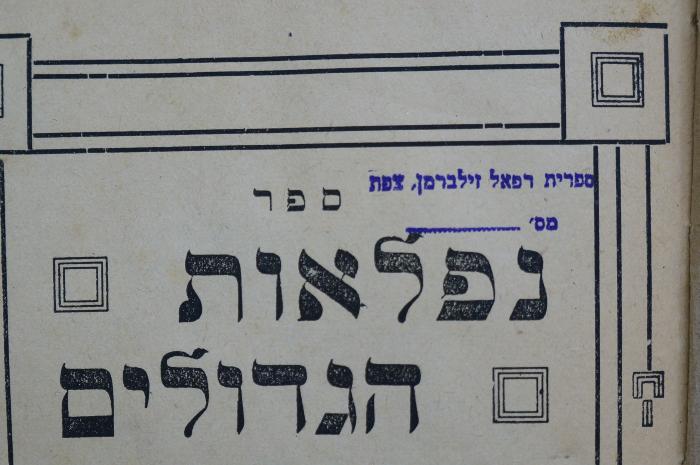 ספרית רפאל זילברמן, צפת
ספר
מס׳
נפלאות
הגדולים